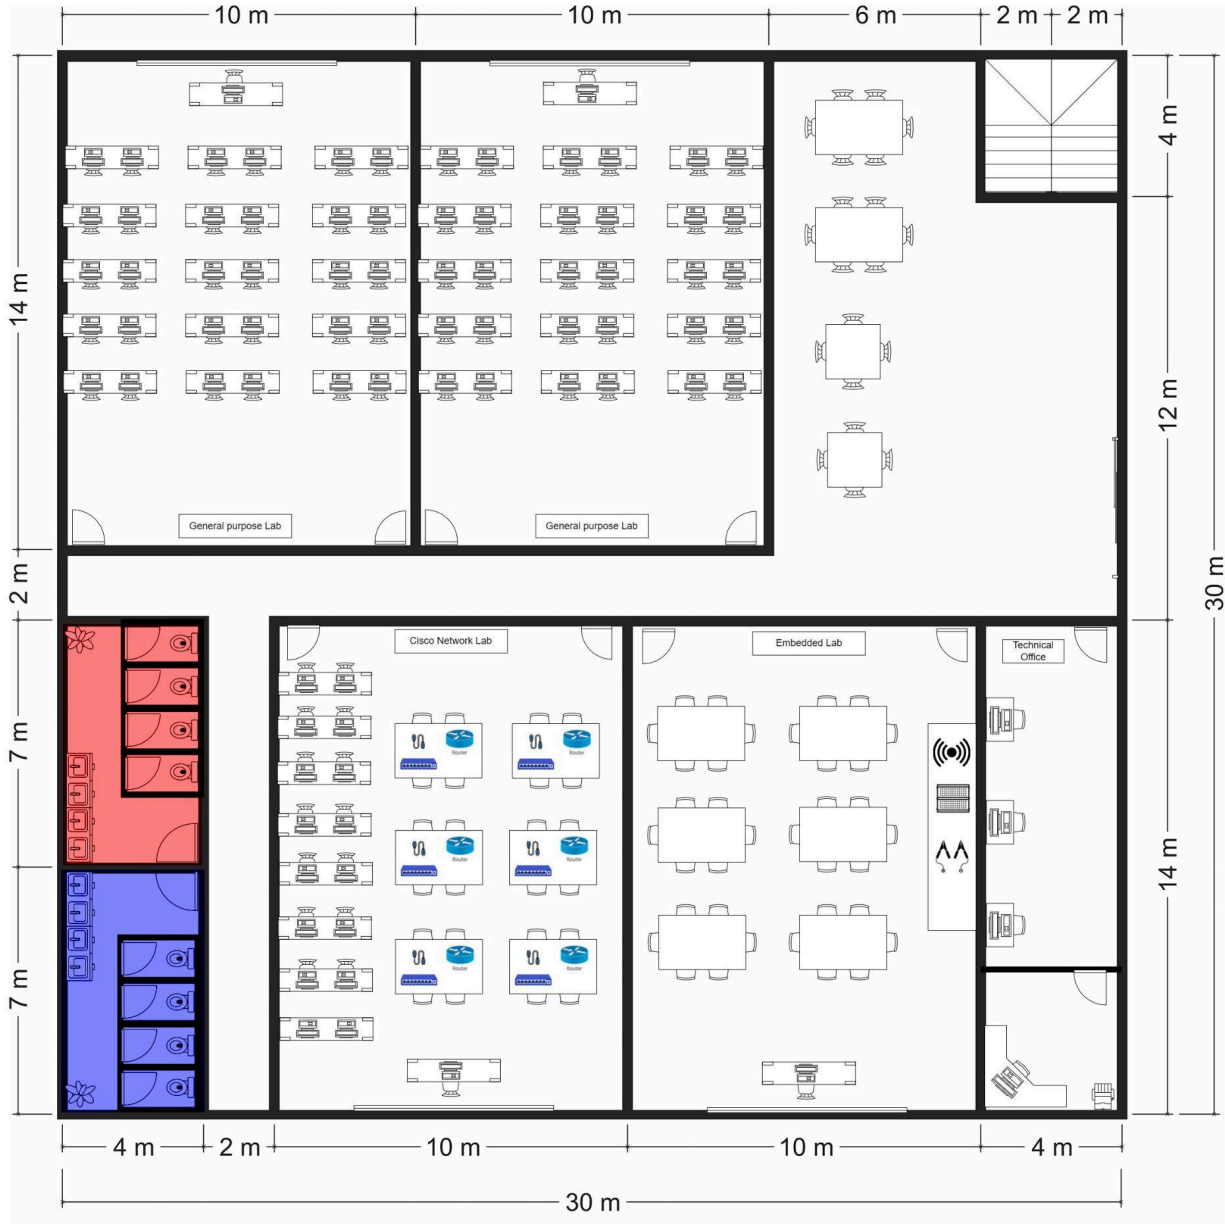 10 m
10 m
6 m
2 m
2 m
4 m
14 m
12 m
General purpose Lab
General purpose Lab
2 m
30 m
Cisco Network Lab
Embedded Lab
Technical
Office
7 m
Router
Router
Router
Router
14 m
Router
Router
7 m
4 m
2 m
10 m
10 m
4 m
30 m